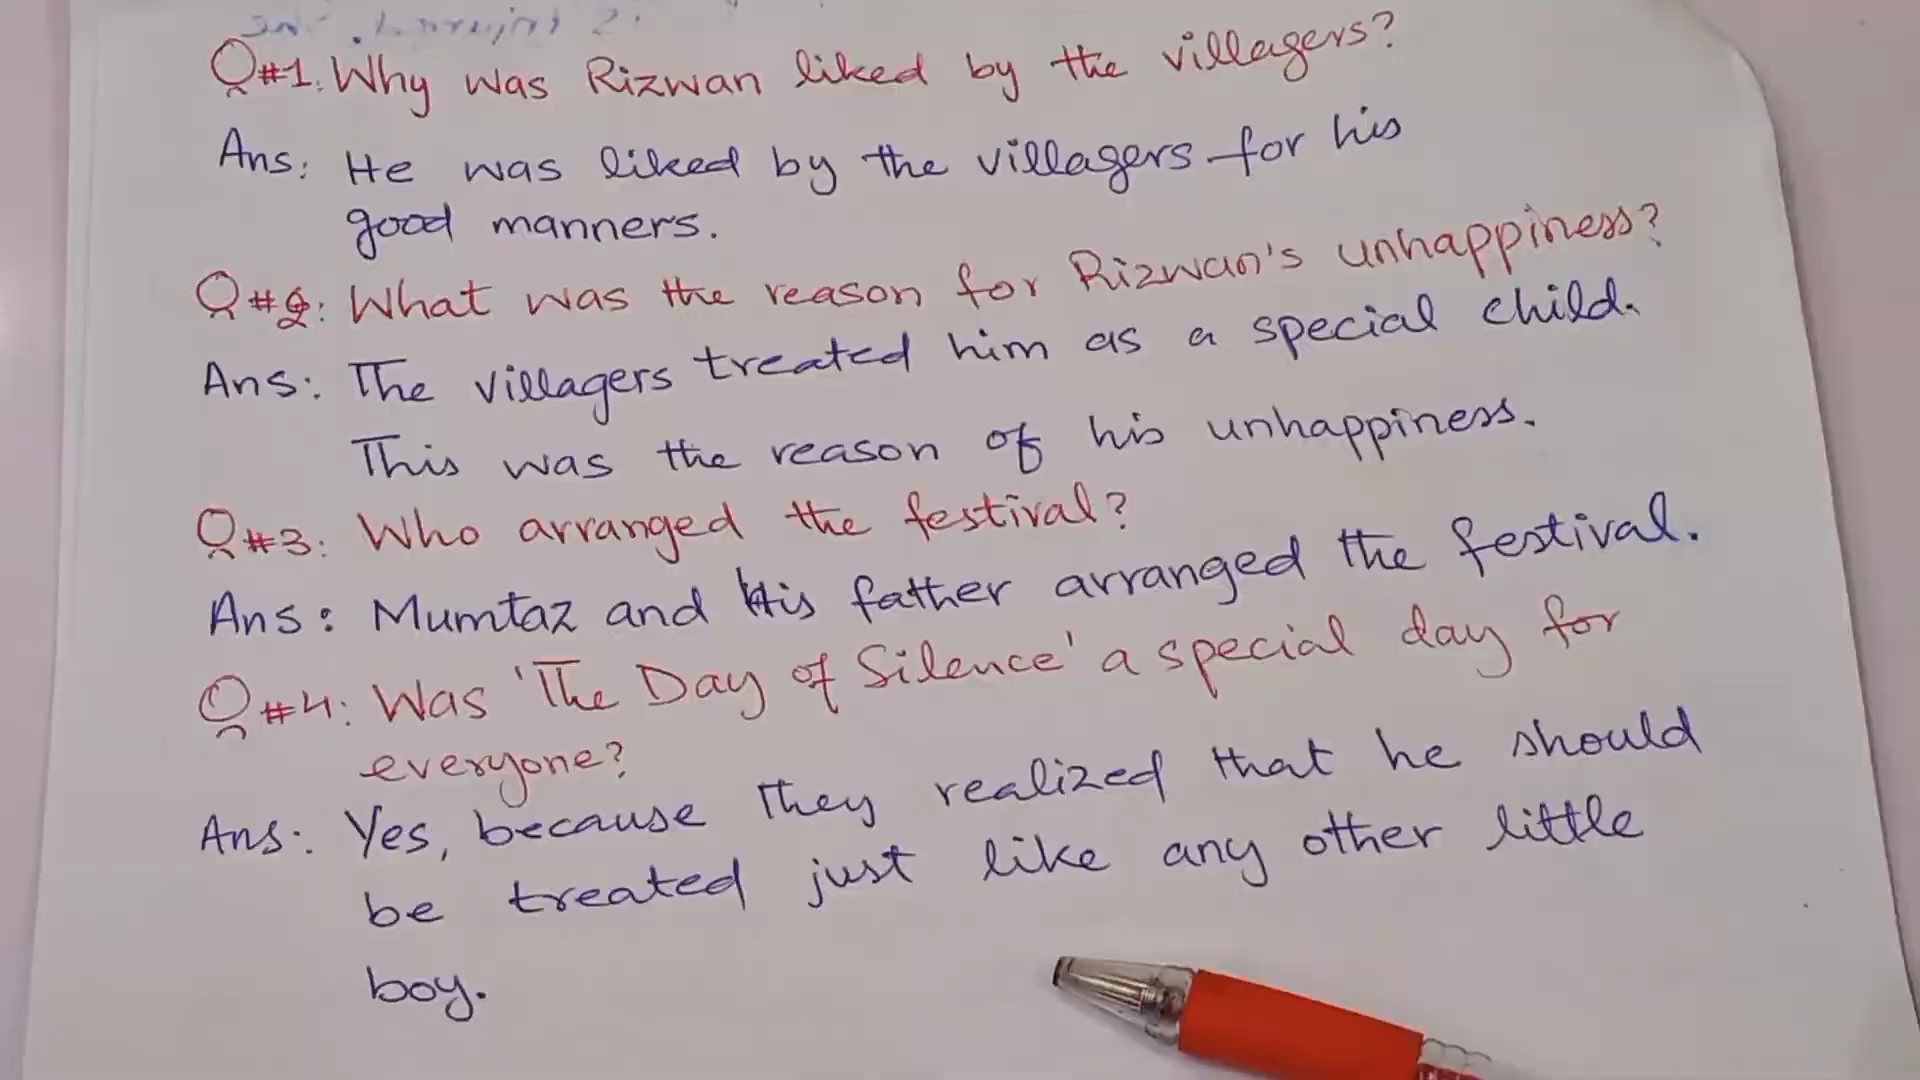 Q#1: Why was Rizwan liked by the villagers?
Ans: He was liked by the villagers for his
good manners.
Q#2: What was the reason for Rizwan's unhappiness?
Ans: The villagers treated him as a special child.
This was the reason of his unhappiness.
Q#3: Who arranged the festival?
Ans: Mumtaz and His father arranged the festival.
Q#4: Was 'The Day of Silence' a special day for
everyone?
Ans: Yes, because they realized that he should
be treated just like any other little
boy.